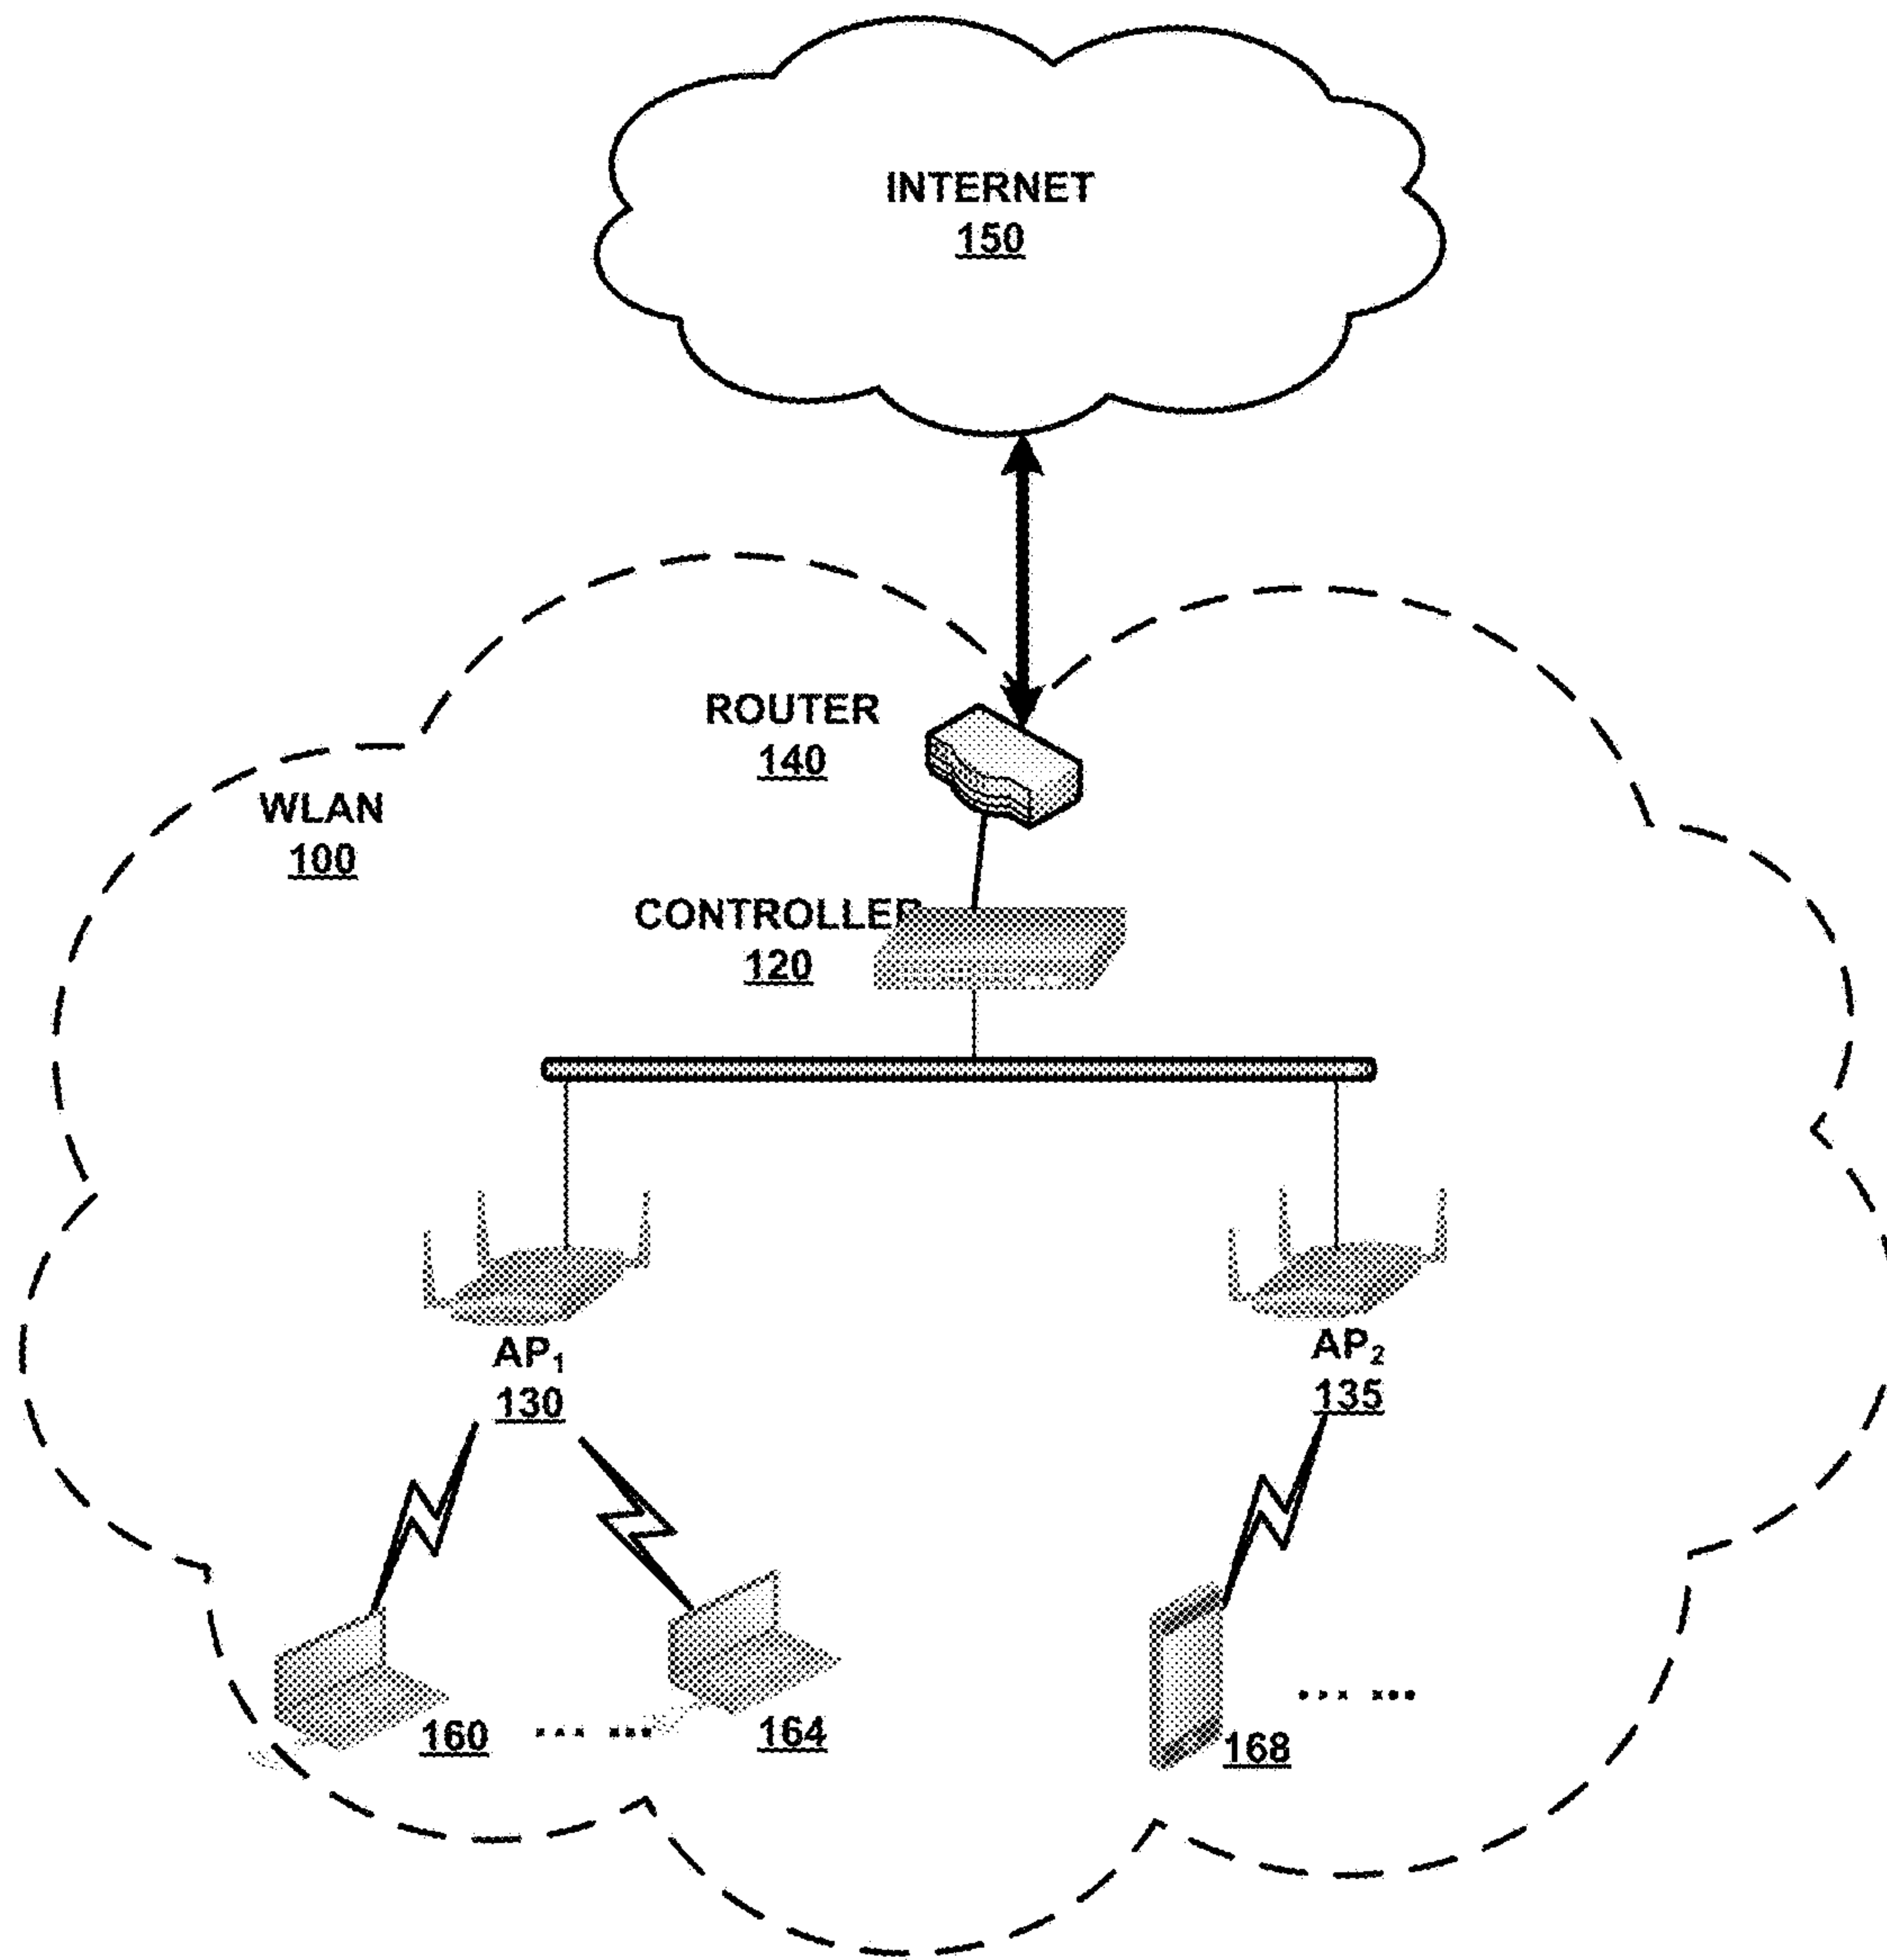 INTERNET
150
ROUTER
140
WLAN
100
CONTROLLER
120
AP₁
130
AP₂
135
160
... ...
164
168
... ...